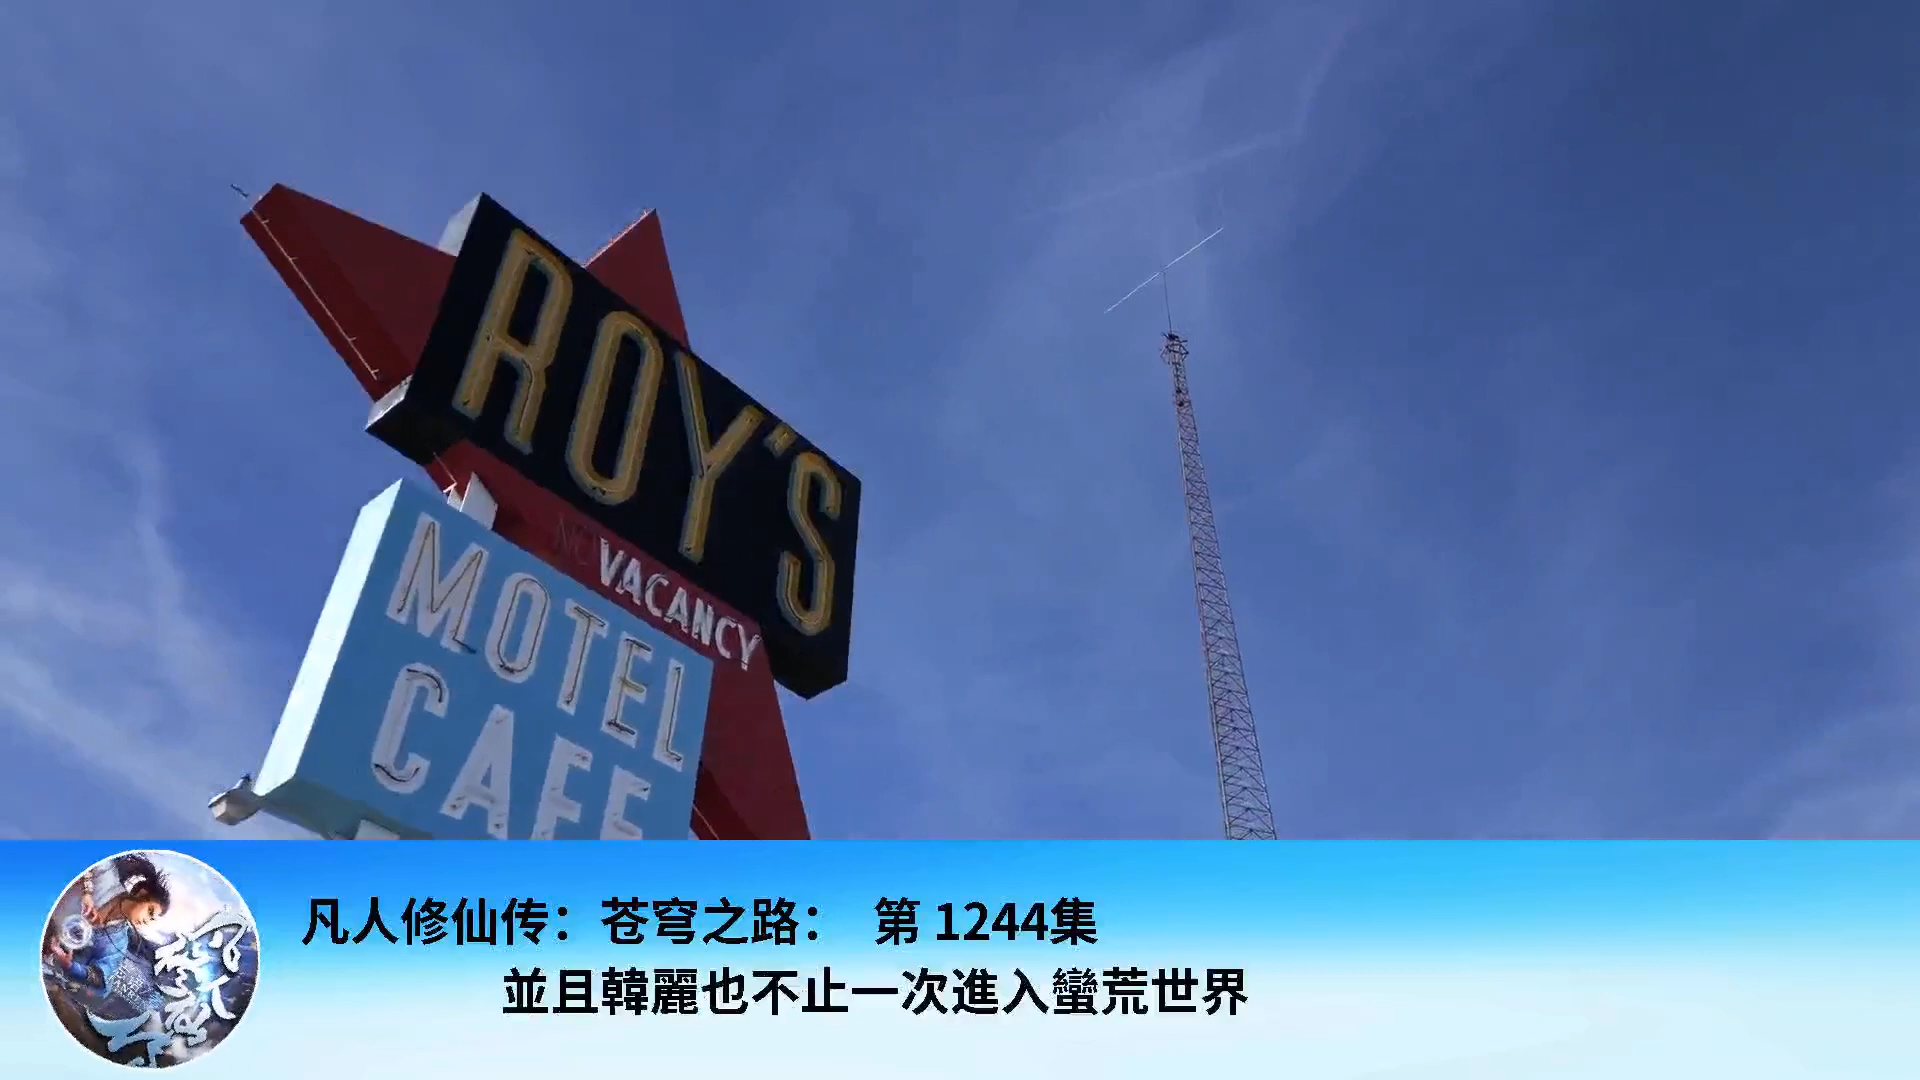 ROY'S
NO VACANCY
MOTEL
CAFE
凡人修仙传：苍穹之路： 第 1244集
並且韓麗也不止一次進入蠻荒世界